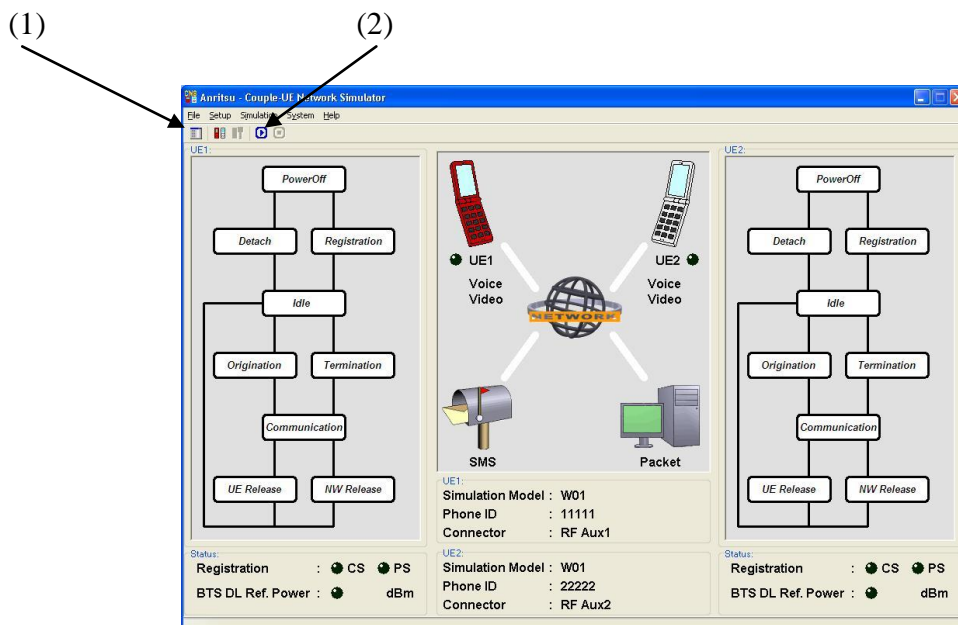 (1)
(2)
Anritsu - Couple-UE Network Simulator
File Setup Simulation System Help
UE1:
PowerOff
Detach
Registration
Idle
Origination
Termination
Communication
UE Release
NW Release
Status:
Registration : CS PS
BTS DL Ref. Power : dBm
UE1
Voice
Video
UE2
Voice
Video
NETWORK
SMS
Packet
UE1:
Simulation Model : W01
Phone ID : 11111
Connector : RF Aux1
UE2:
Simulation Model : W01
Phone ID : 22222
Connector : RF Aux2
UE2:
PowerOff
Detach
Registration
Idle
Origination
Termination
Communication
UE Release
NW Release
Status:
Registration : CS PS
BTS DL Ref. Power : dBm